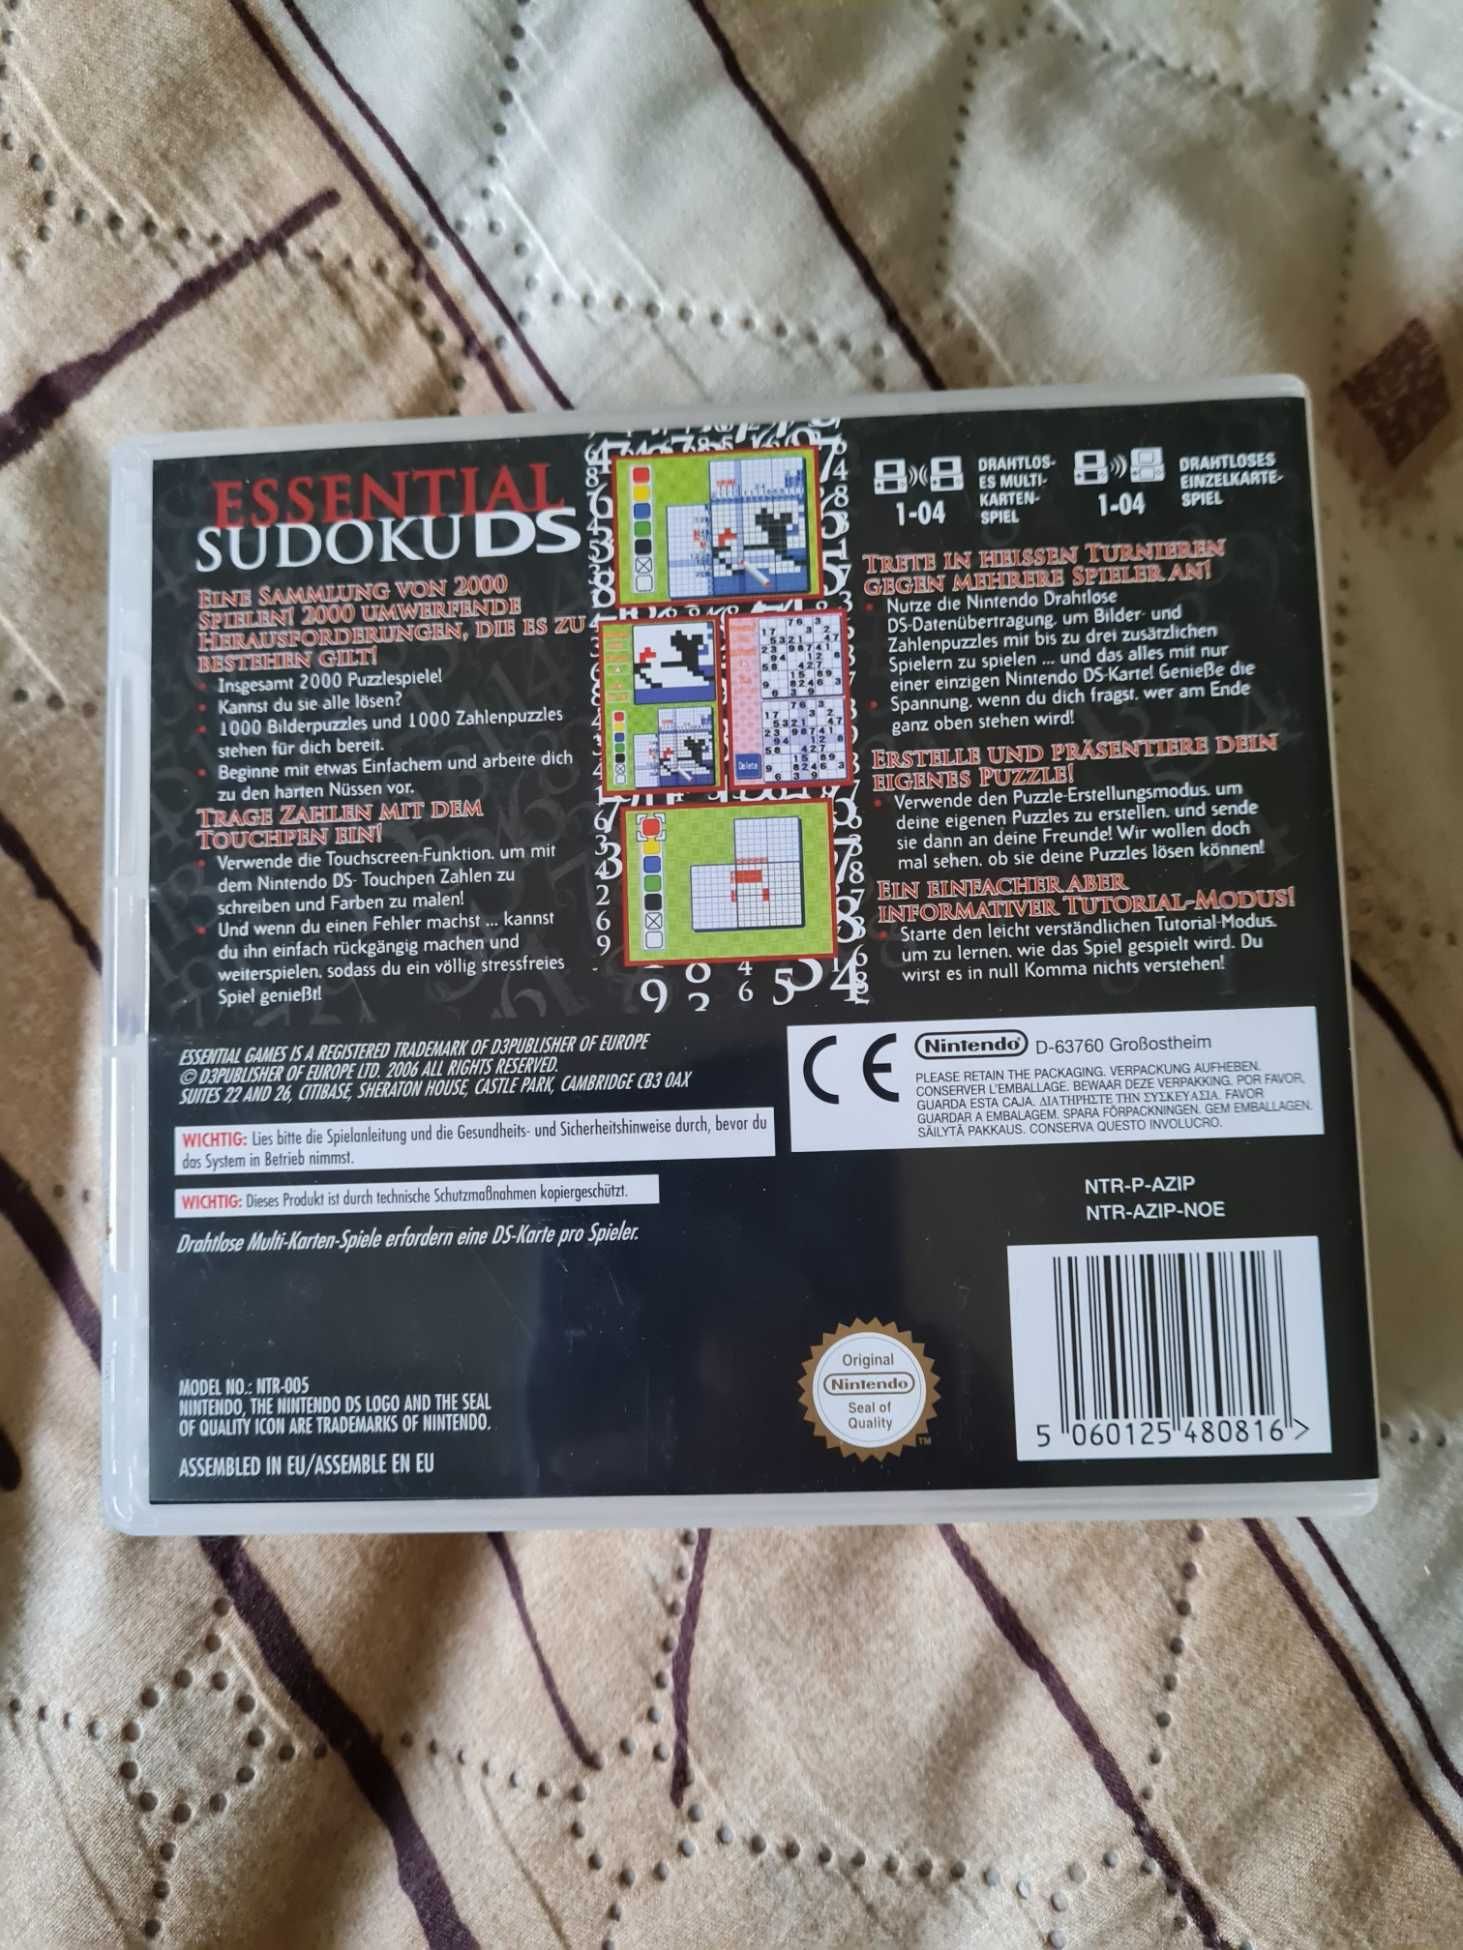 ESSENTIAL
SUDOKU DS
EINE SAMMLUNG VON 2000
SPIELEN! 2000 UMWERFENDE
HERAUSFORDERUNGEN, DIE ES ZU
BESTEHEN GILT!
Insgesamt 2000 Puzzlespiele!
Kannst du sie alle lösen?
1000 Bilderpuzzles und 1000 Zahlenpuzzles
stehen für dich bereit.
Beginne mit etwas Einfachem und arbeite dich
zu den harten Nüssen vor.
TRAGE ZAHLEN MIT DEM
TOUCHPEN EIN!
Verwende die Touchscreen-Funktion, um mit
dem Nintendo DS- Touchpen Zahlen zu
schreiben und Farben zu malen!
Und wenn du einen Fehler machst ... kannst
du ihn einfach rückgängig machen und
weiterspielen, sodass du ein völlig stressfreies
Spiel genießt!
Delete
1-04
DRAHTLOS-
ES MULTI-
KARTEN-
SPIEL
1-04
DRAHTLOSES
EINZELKARTE-
SPIEL
TRETE IN HEISSEN TURNIEREN
GEGEN MEHRERE SPIELER AN!
Nutze die Nintendo Drahtlose
DS-Datenübertragung, um Bilder- und
Zahlenpuzzles mit bis zu drei zusätzlichen
Spielern zu spielen ... und das alles mit nur
einer einzigen Nintendo DS-Karte! Genieße die
Spannung, wenn du dich fragst, wer am Ende
ganz oben stehen wird!
ERSTELLE UND PRÄSENTIERE DEIN
EIGENES PUZZLE!
Verwende den Puzzle-Erstellungsmodus, um
deine eigenen Puzzles zu erstellen, und sende
sie dann an deine Freunde! Wir wollen doch
mal sehen, ob sie deine Puzzles lösen können!
EIN EINFACHER ABER
INFORMATIVER TUTORIAL-MODUS!
Starte den leicht verständlichen Tutorial-Modus,
um zu lernen, wie das Spiel gespielt wird. Du
wirst es in null Komma nichts verstehen!
ESSENTIAL GAMES IS A REGISTERED TRADEMARK OF D3PUBLISHER OF EUROPE
© D3PUBLISHER OF EUROPE LTD. 2006 ALL RIGHTS RESERVED.
SUITES 22 AND 26, CITIBASE, SHERATON HOUSE, CASTLE PARK, CAMBRIDGE CB3 0AX
WICHTIG: Lies bitte die Spielanleitung und die Gesundheits- und Sicherheitshinweise durch, bevor du
das System in Betrieb nimmst.
WICHTIG: Dieses Produkt ist durch technische Schutzmaßnahmen kopiergeschützt.
Drahtlose Multi-Karten-Spiele erfordern eine DS-Karte pro Spieler.
CE
Nintendo D-63760 Großostheim
PLEASE RETAIN THE PACKAGING. VERPACKUNG AUFHEBEN.
CONSERVER L'EMBALLAGE. BEWAAR DEZE VERPAKKING. POR FAVOR,
GUARDA ESTA CAJA. ΔΙΑΤΗΡΗΣΤΕ ΤΗΝ ΣΥΣΚΕΥΑΣΙΑ. FAVOR
GUARDAR A EMBALAGEM. SPARA FÖRPACKNINGEN. GEM EMBALLAGEN.
SÄILYTÄ PAKKAUS. CONSERVA QUESTO INVOLUCRO.
NTR-P-AZIP
NTR-AZIP-NOE
MODEL NO.: NTR-005
NINTENDO, THE NINTENDO DS LOGO AND THE SEAL
OF QUALITY ICON ARE TRADEMARKS OF NINTENDO.
ASSEMBLED IN EU/ASSEMBLE EN EU
Original
Nintendo
Seal of
Quality
TM
5 060125 480816 >